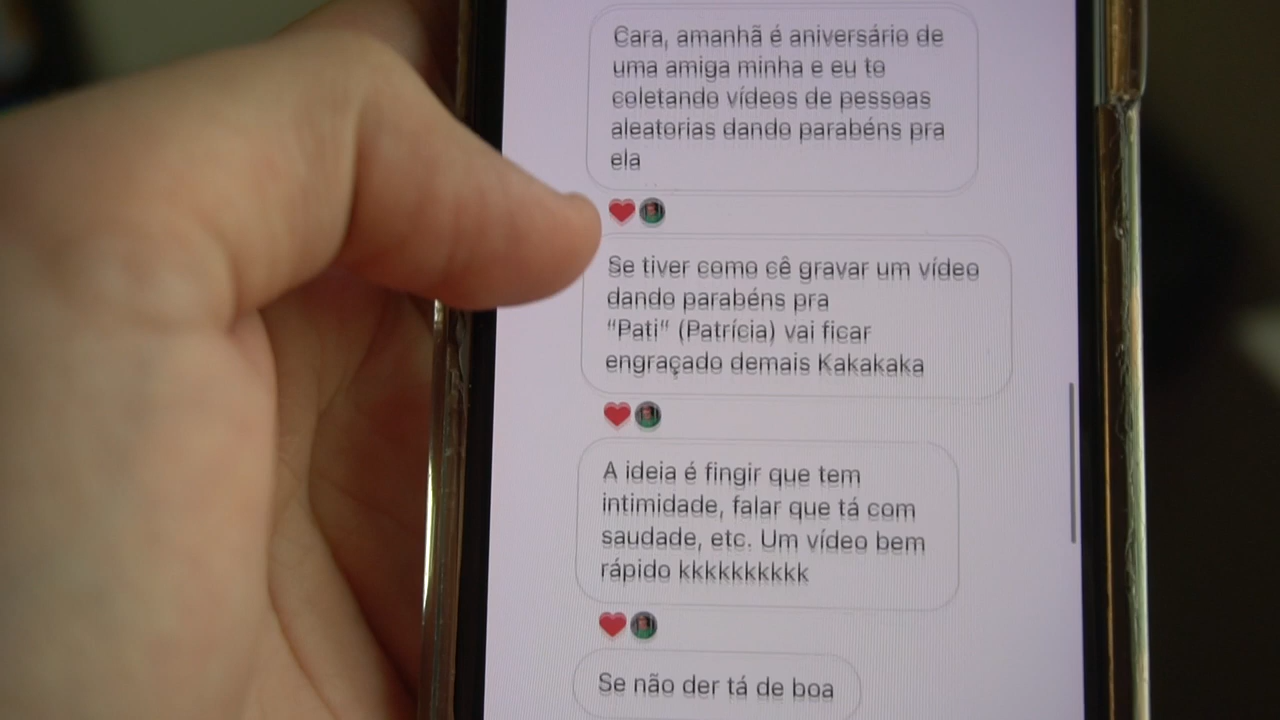 Cara, amanhã é aniversário de
uma amiga minha e eu to
coletando vídeos de pessoas
aleatorias dando parabéns pra
ela
Se tiver como cê gravar um vídeo
dando parabéns pra
"Pati" (Patrícia) vai ficar
engraçado demais Kakakaka
A ideia é fingir que tem
intimidade, falar que tá com
saudade, etc. Um vídeo bem
rápido kkkkkkkkkk
Se não der tá de boa